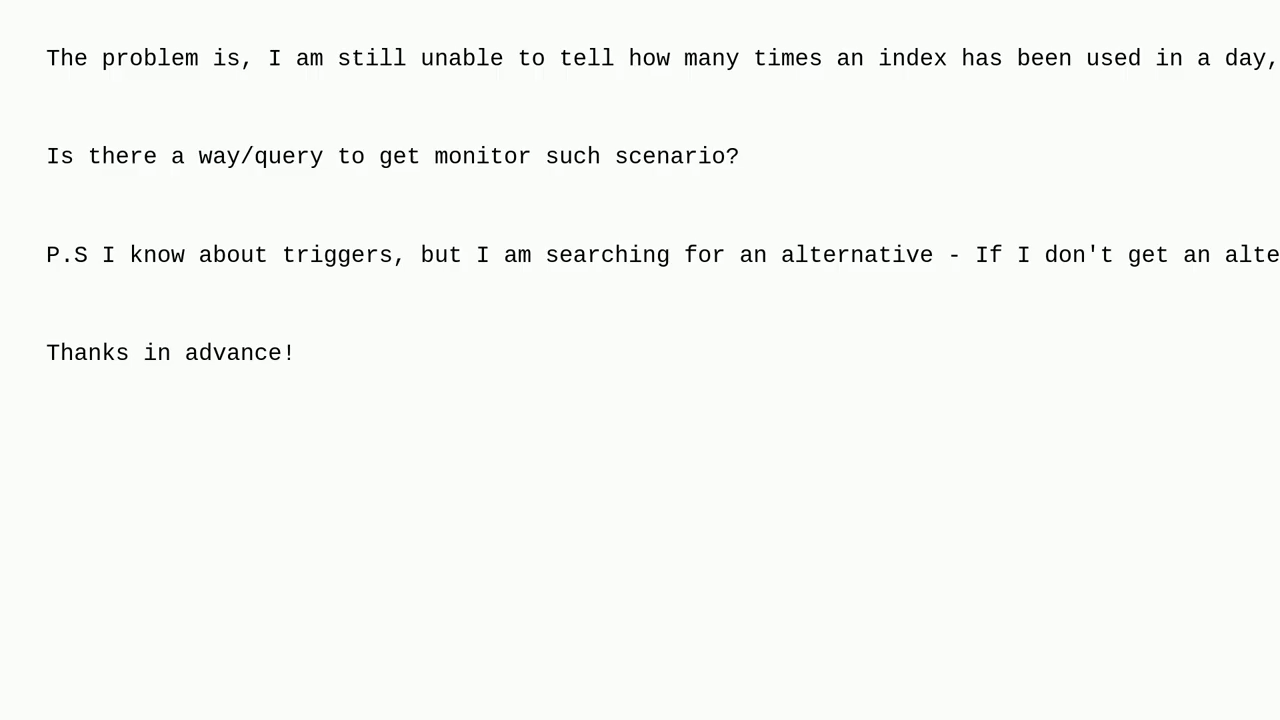 The problem is, I am still unable to tell how many times an index has been used in a day,
Is there a way/query to get monitor such scenario?
P.S I know about triggers, but I am searching for an alternative - If I don't get an alte
Thanks in advance!